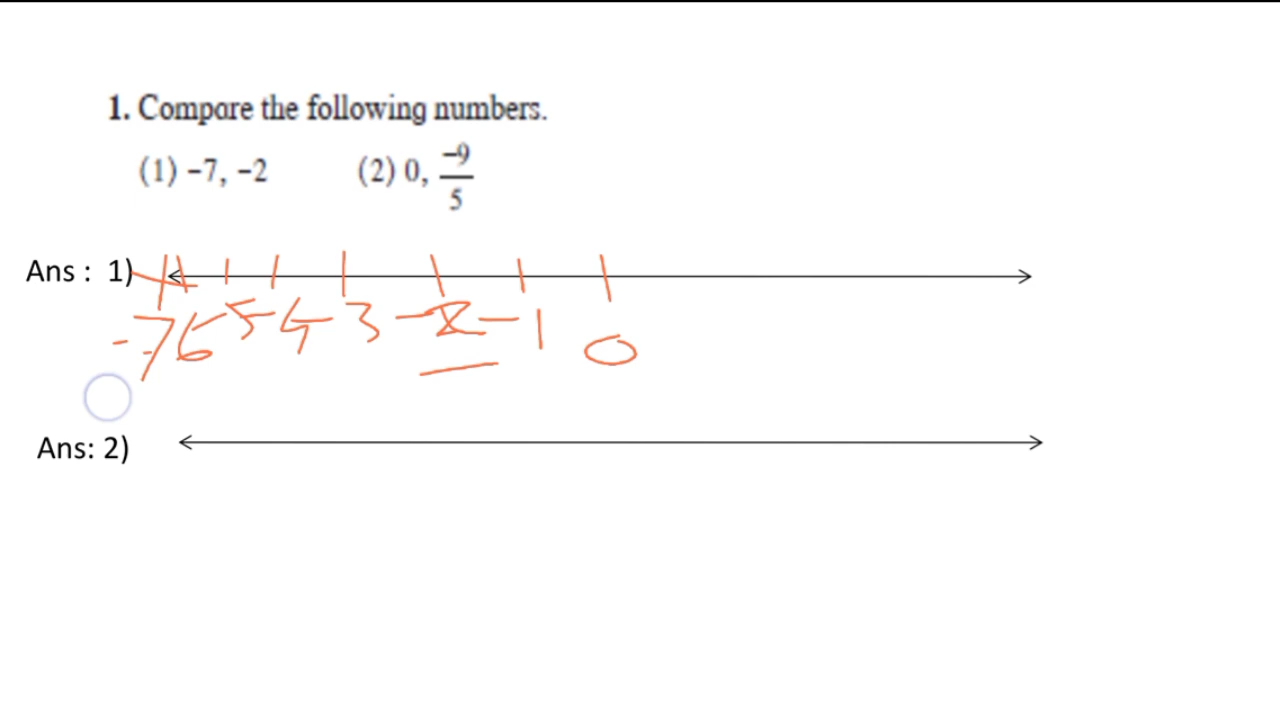 1. Compare the following numbers.
(1) -7, -2 (2) 0, -9/5
Ans : 1)
-7 6 5 -4 -3 -2 -1 0
Ans: 2)